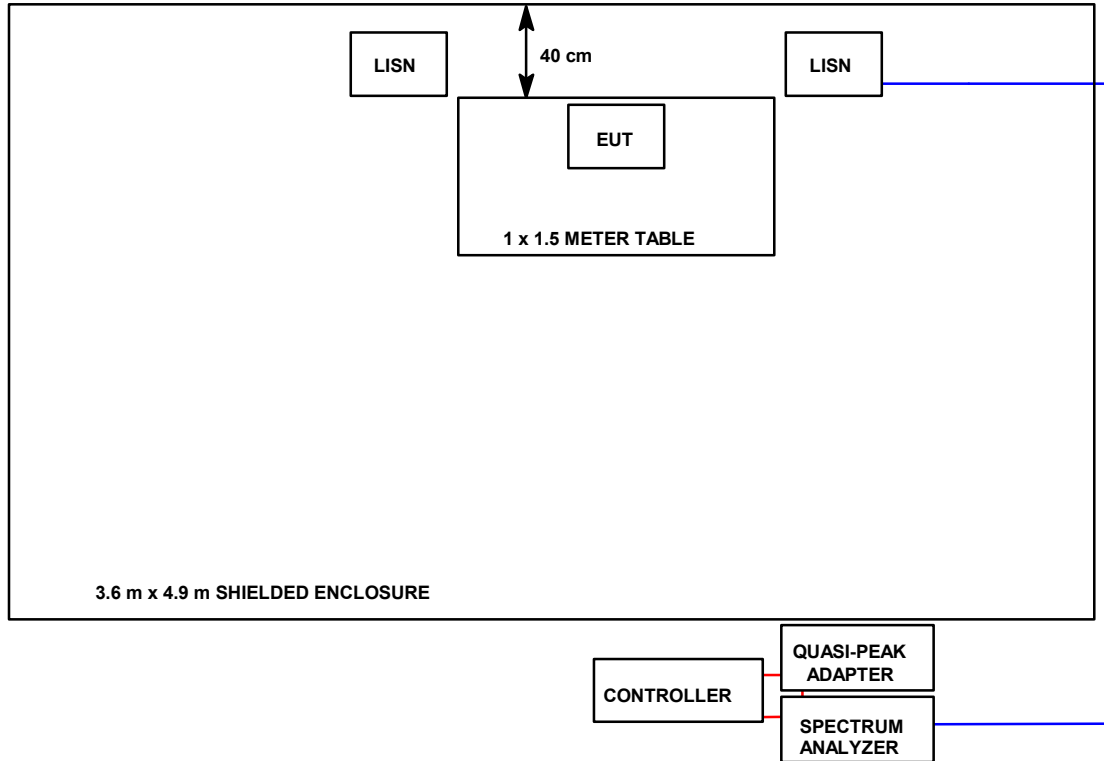 LISN
40 cm
LISN
EUT
1 x 1.5 METER TABLE
3.6 m x 4.9 m SHIELDED ENCLOSURE
QUASI-PEAK
ADAPTER
CONTROLLER
SPECTRUM
ANALYZER